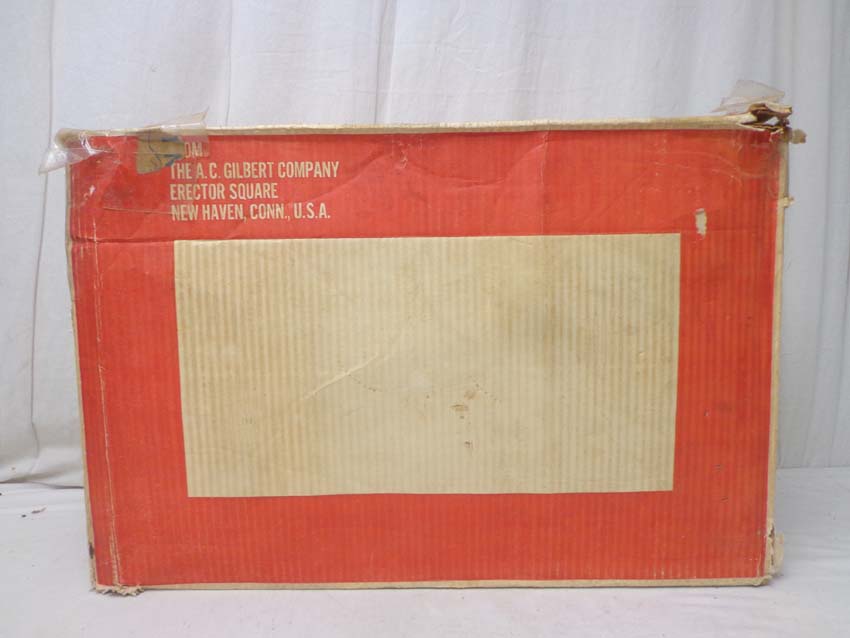 THE A.C. GILBERT COMPANY
ERECTOR SQUARE
NEW HAVEN, CONN., U.S.A.